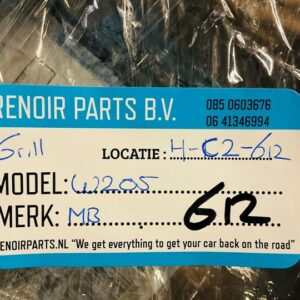 RENOIR PARTS B.V.
085 0603676
06 41346994
Grill
LOCATIE: H-C2-612
MODEL: W205
MERK: MB 612
RENOIRPARTS.NL "We get everything to get your car back on the road"